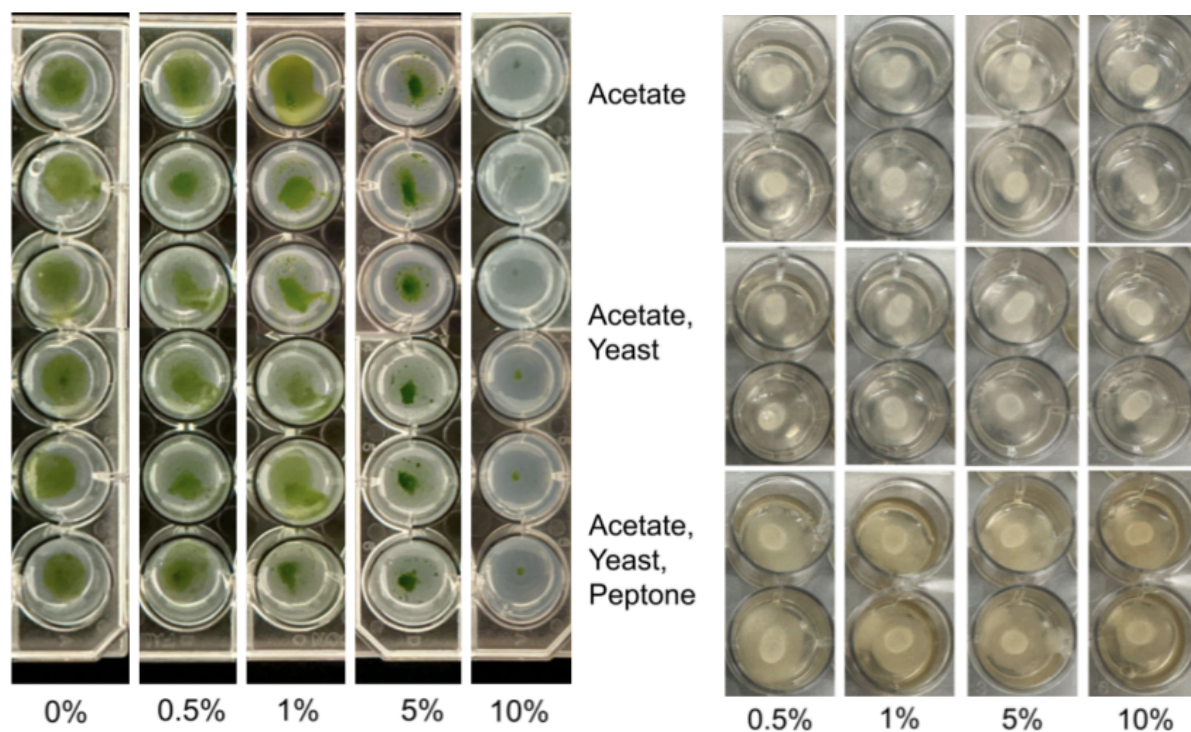 Acetate
Acetate,
Yeast
Acetate,
Yeast,
Peptone
0%
0.5%
1%
5%
10%
0.5%
1%
5%
10%